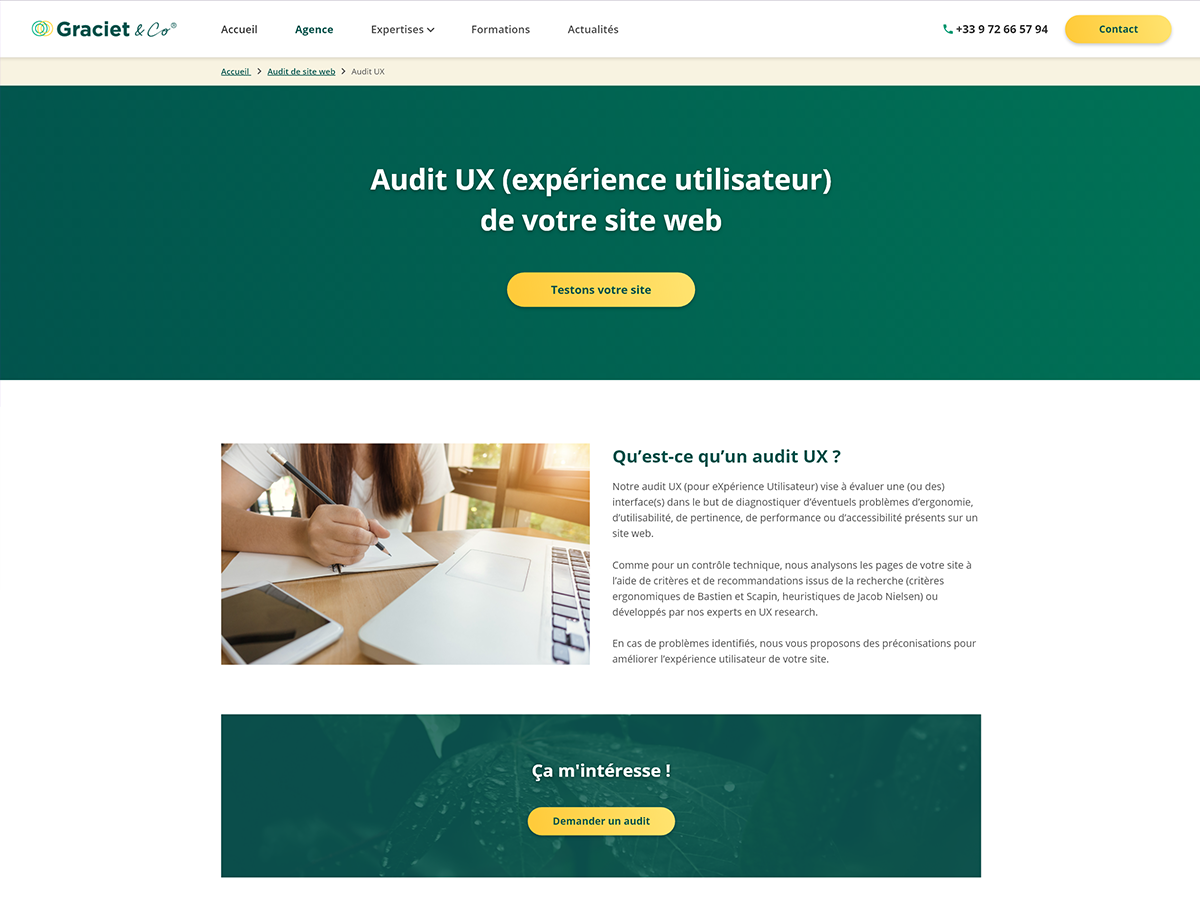 Graciet & Co®
Accueil
Agence
Expertises
Formations
Actualités
+33 9 72 66 57 94
Contact
Accueil > Audit de site web > Audit UX
Audit UX (expérience utilisateur)
de votre site web
Testons votre site
Qu’est-ce qu’un audit UX ?
Notre audit UX (pour eXpérience Utilisateur) vise à évaluer une (ou des)
interface(s) dans le but de diagnostiquer d’éventuels problèmes d’ergonomie,
d’utilisabilité, de pertinence, de performance ou d’accessibilité présents sur un
site web.
Comme pour un contrôle technique, nous analysons les pages de votre site à
l’aide de critères et de recommandations issus de la recherche (critères
ergonomiques de Bastien et Scapin, heuristiques de Jacob Nielsen) ou
développés par nos experts en UX research.
En cas de problèmes identifiés, nous vous proposons des préconisations pour
améliorer l’expérience utilisateur de votre site.
Ça m'intéresse !
Demander un audit